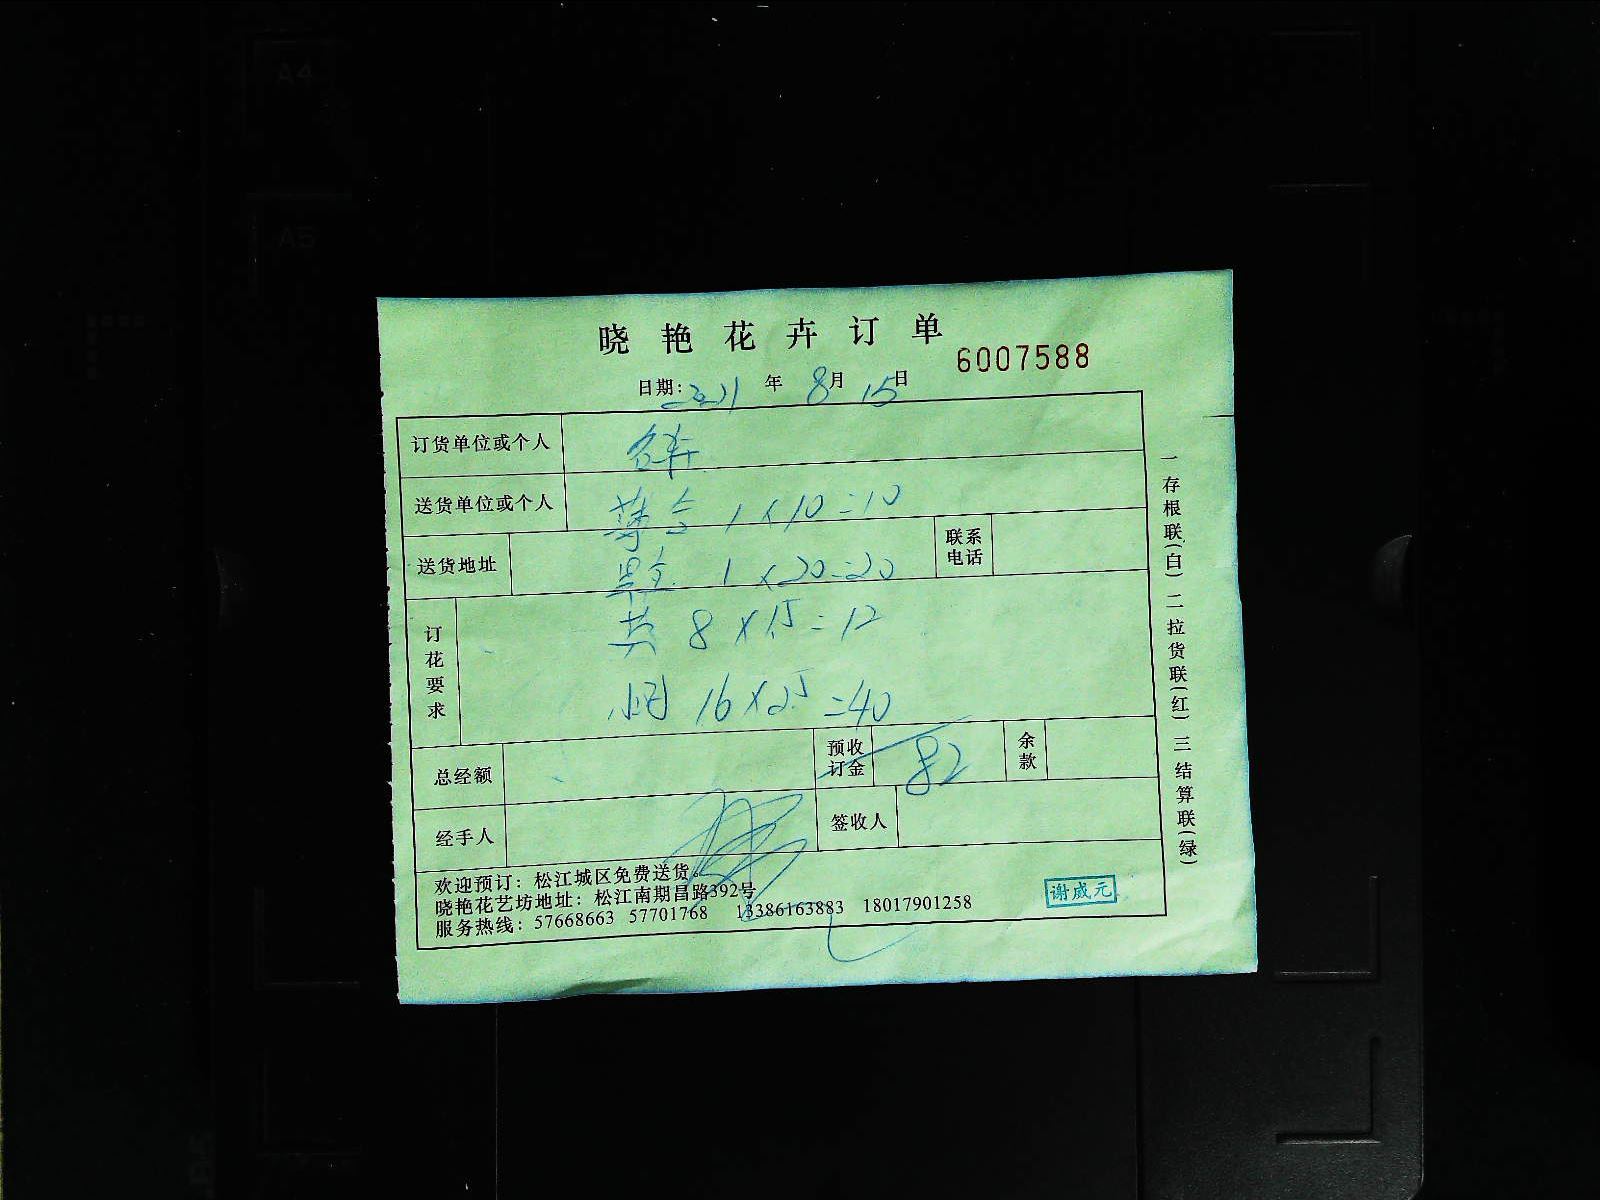 A4
A5
晓艳花卉订单
6007588
日期:2021年8月15日
订货单位或个人
送货单位或个人 1×10=10
送货地址 1×20=20 联系电话
订花要求
8×1.5=12
16×2.5=40
总经额 预收订金 82 余款
经手人 签收人
欢迎预订：松江城区免费送货。
晓艳花艺坊地址：松江南期昌路392号
服务热线：57668663 57701768 13386163883 18017901258
谢威元
一存根联(白) 二拉货联(红) 三结算联(绿)